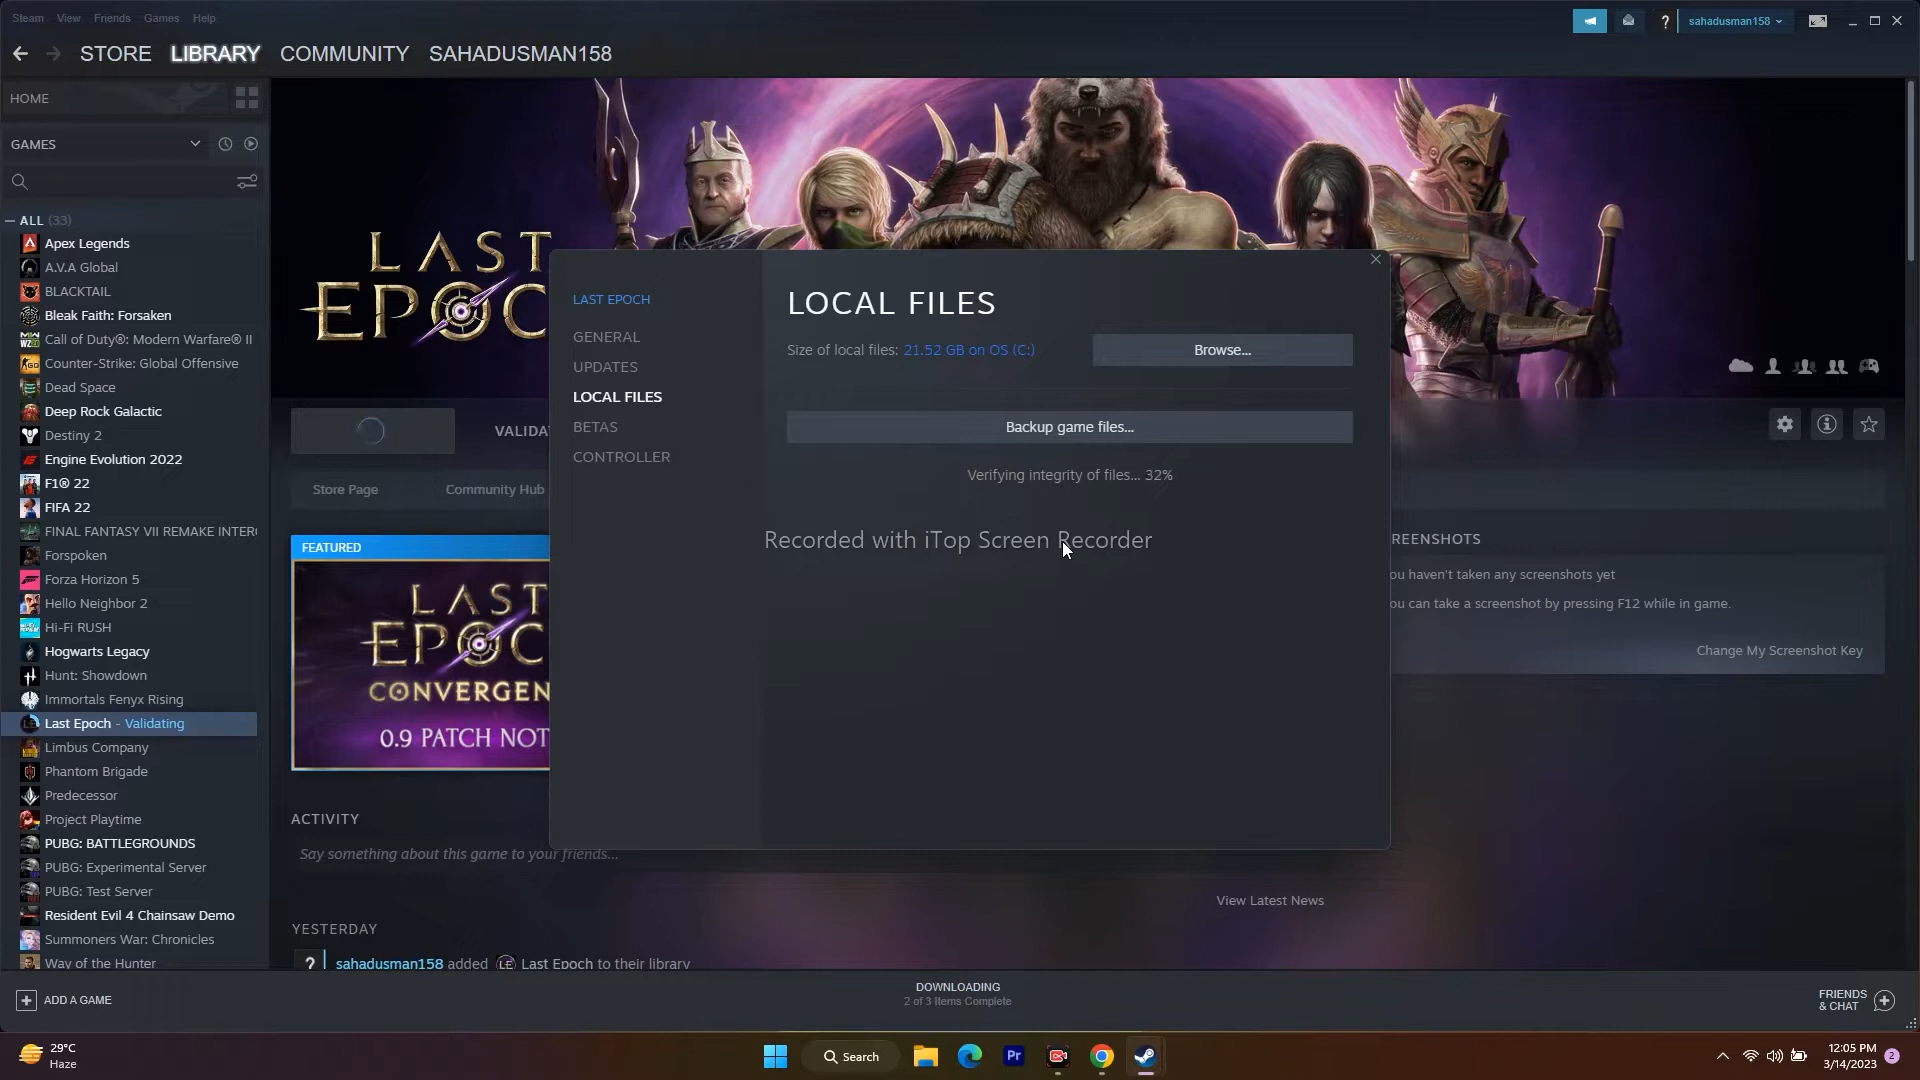 Steam View Friends Games Help
sahadusman158
STORE LIBRARY COMMUNITY SAHADUSMAN158
HOME
GAMES
ALL (33)
Apex Legends
A.V.A Global
BLACKTAIL
Bleak Faith: Forsaken
Call of Duty®: Modern Warfare® II
Counter-Strike: Global Offensive
Dead Space
Deep Rock Galactic
Destiny 2
Engine Evolution 2022
F1® 22
FIFA 22
FINAL FANTASY VII REMAKE INTER
Forspoken
Forza Horizon 5
Hello Neighbor 2
Hi-Fi RUSH
Hogwarts Legacy
Hunt: Showdown
Immortals Fenyx Rising
Last Epoch - Validating
Limbus Company
Phantom Brigade
Predecessor
Project Playtime
PUBG: BATTLEGROUNDS
PUBG: Experimental Server
PUBG: Test Server
Resident Evil 4 Chainsaw Demo
Summoners War: Chronicles
Way of the Hunter
LAST
EPOC
VALIDA
Store Page Community Hub
FEATURED
LAST
EPOC
CONVERGEN
0.9 PATCH NOT
LAST EPOCH
GENERAL
UPDATES
LOCAL FILES
BETAS
CONTROLLER
LOCAL FILES
Size of local files: 21.52 GB on OS (C:)
Browse...
Backup game files...
Verifying integrity of files... 32%
Recorded with iTop Screen Recorder
REENSHOTS
ou haven't taken any screenshots yet
ou can take a screenshot by pressing F12 while in game.
Change My Screenshot Key
ACTIVITY
Say something about this game to your friends...
View Latest News
YESTERDAY
sahadusman158 added Last Epoch to their library
ADD A GAME
DOWNLOADING
2 of 3 Items Complete
FRIENDS
& CHAT
29°C
Haze
Search
Pr
12:05 PM
3/14/2023
2